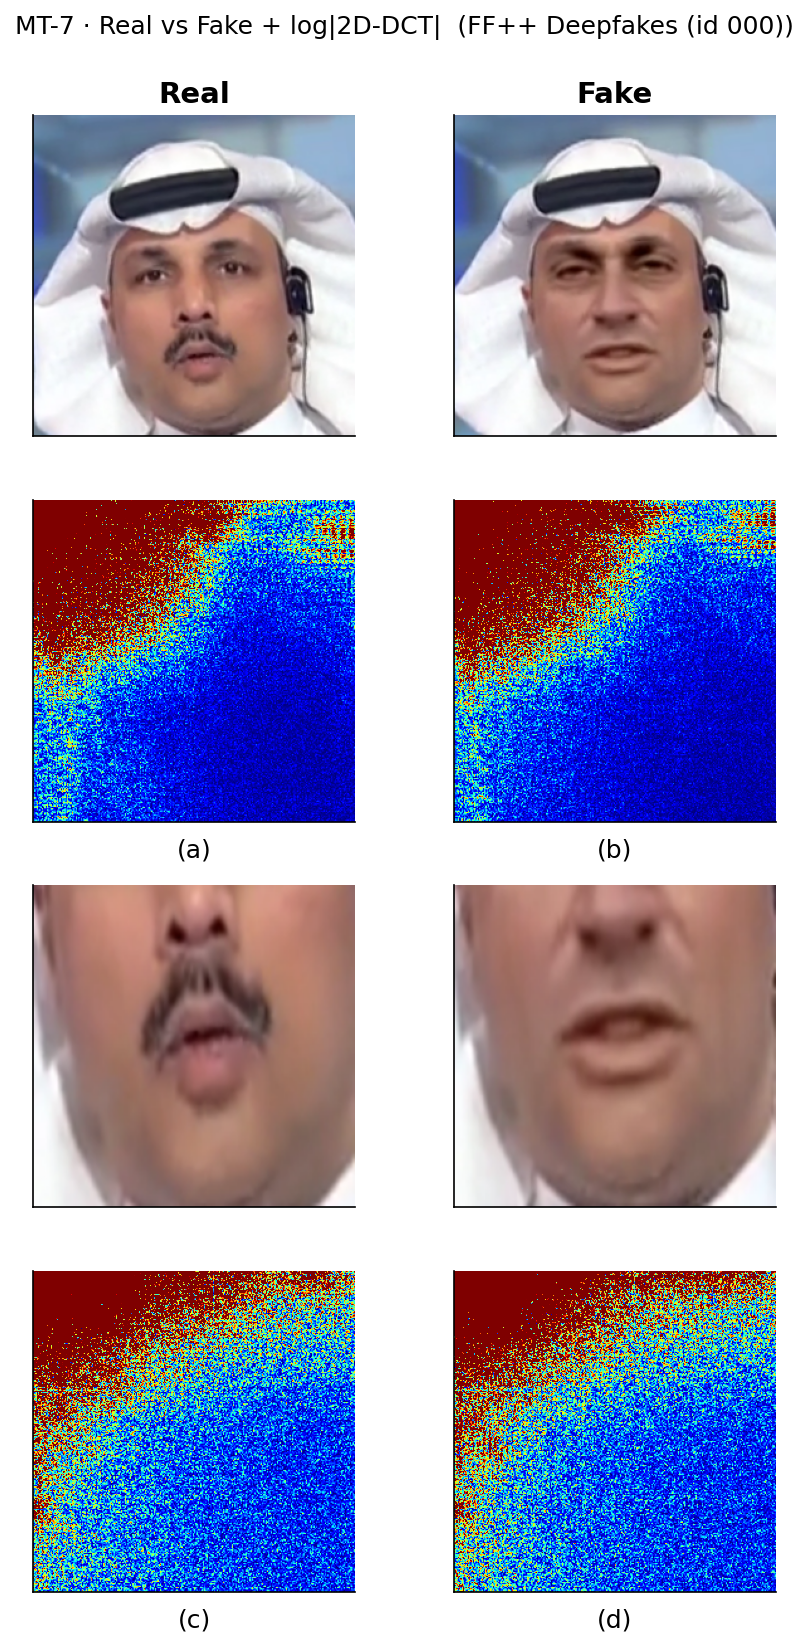 MT-7 · Real vs Fake + log|2D-DCT|  (FF++ Deepfakes (id 000))
Real
Fake
(a)
(b)
(c)
(d)